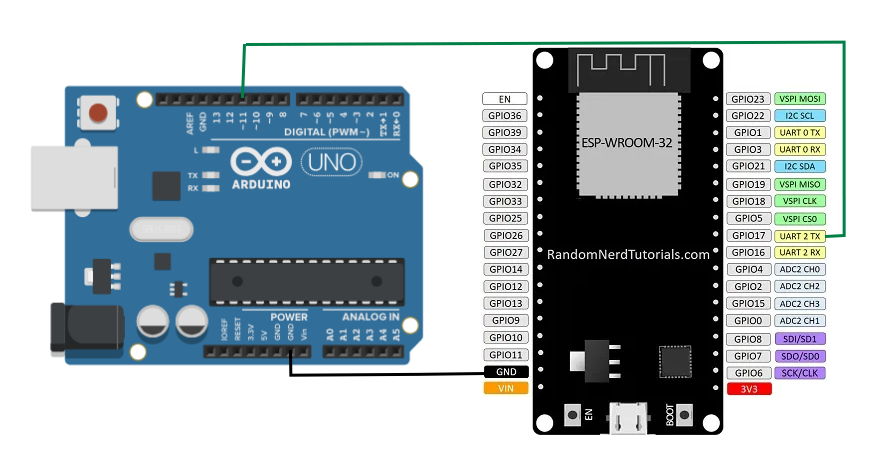 AREF
GND
13
12
~11
~10
~9
8
7
~6
~5
4
~3
2
TX→1
RX←0
DIGITAL (PWM~)
L
TX
RX
ARDUINO
UNO
ON
POWER
ANALOG IN
IOREF
RESET
3.3V
5V
GND
GND
Vin
A0
A1
A2
A3
A4
A5
EN
GPIO36
GPIO39
GPIO34
GPIO35
GPIO32
GPIO33
GPIO25
GPIO26
GPIO27
GPIO14
GPIO12
GPIO13
GPIO9
GPIO10
GPIO11
GND
VIN
ESP-WROOM-32
RandomNerdTutorials.com
EN
BOOT
GPIO23 VSPI MOSI
GPIO22 I2C SCL
GPIO1 UART 0 TX
GPIO3 UART 0 RX
GPIO21 I2C SDA
GPIO19 VSPI MISO
GPIO18 VSPI CLK
GPIO5 VSPI CS0
GPIO17 UART 2 TX
GPIO16 UART 2 RX
GPIO4 ADC2 CH0
GPIO2 ADC2 CH2
GPIO15 ADC2 CH3
GPIO0 ADC2 CH1
GPIO8 SDI/SD1
GPIO7 SDO/SD0
GPIO6 SCK/CLK
3V3